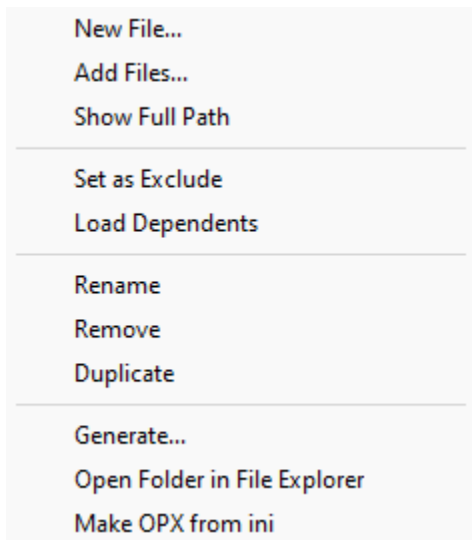 New File...
Add Files...
Show Full Path
Set as Exclude
Load Dependents
Rename
Remove
Duplicate
Generate...
Open Folder in File Explorer
Make OPX from ini